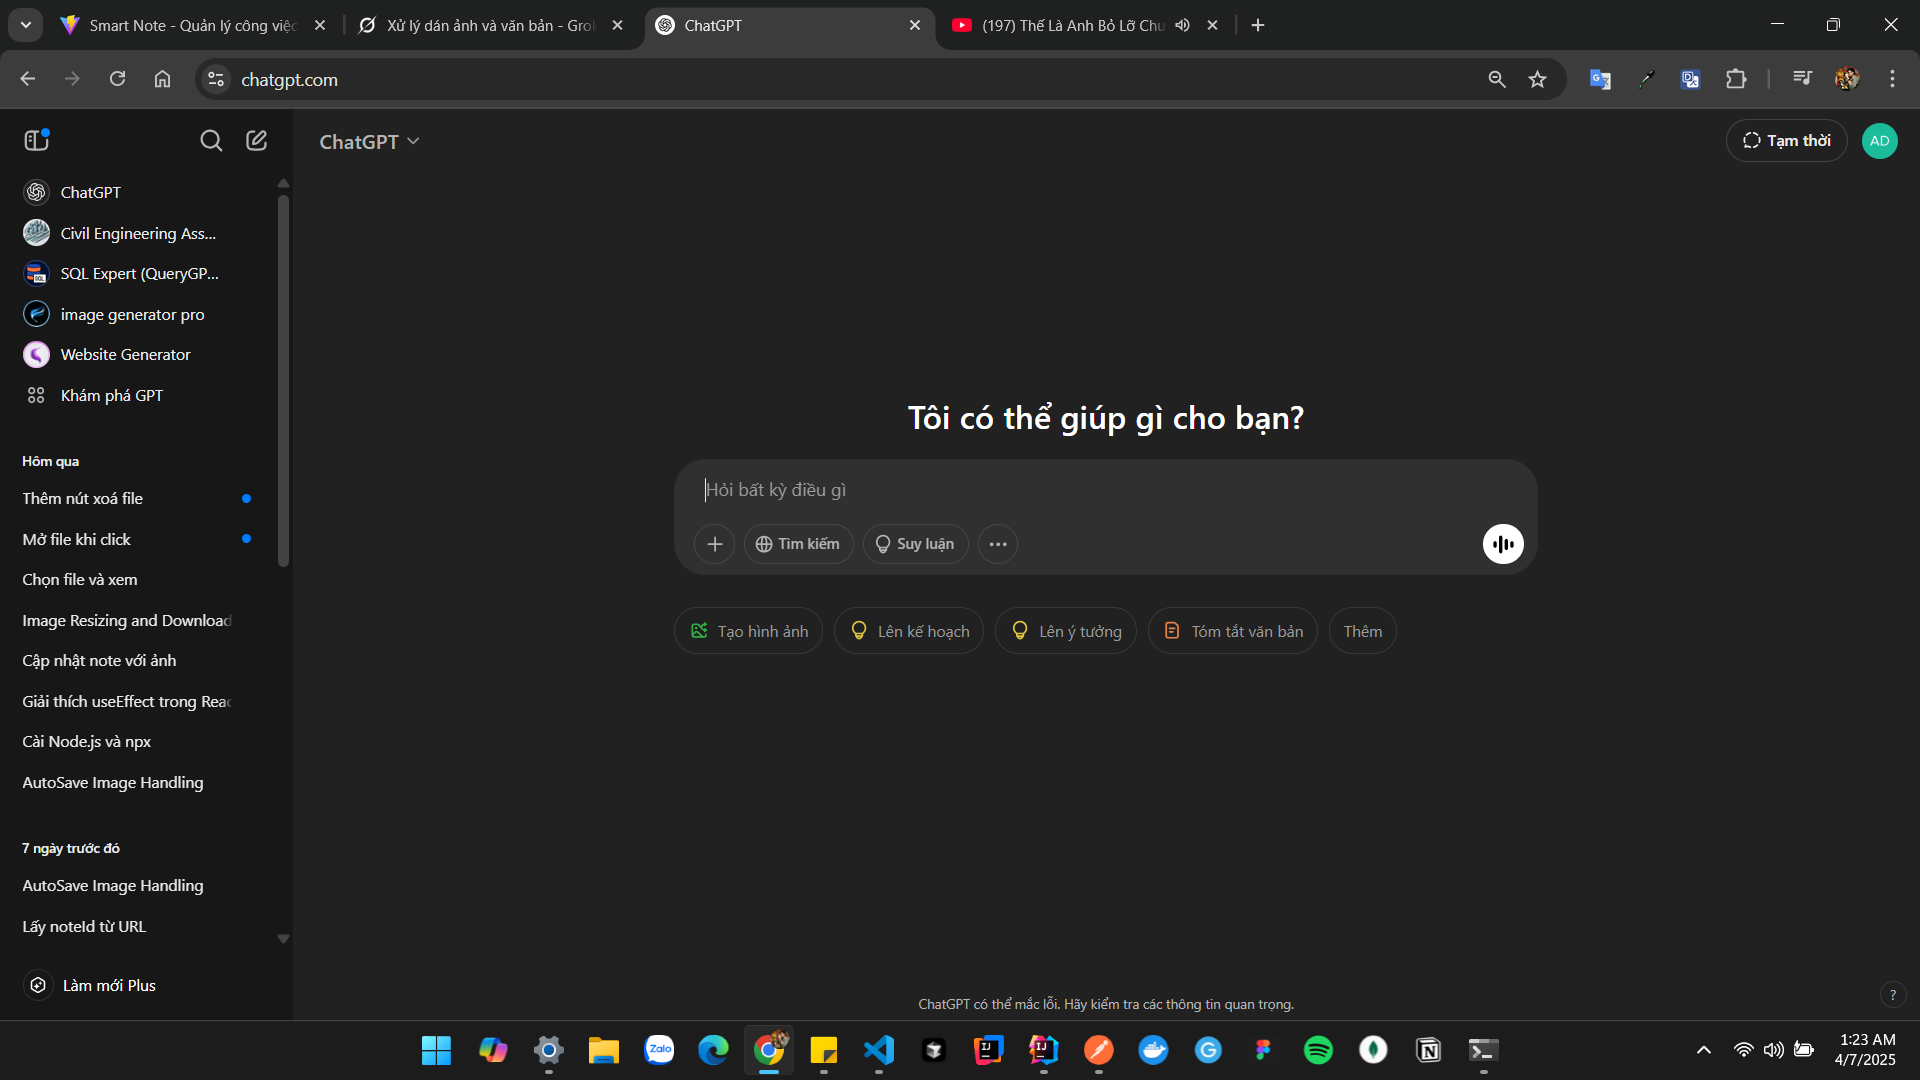 Smart Note - Quản lý công việc
Xử lý dán ảnh và văn bản - Grok
ChatGPT
(197) Thế Là Anh Bỏ Lỡ Chu
chatgpt.com
ChatGPT
Tạm thời
AD
ChatGPT
Civil Engineering Ass...
SQL Expert (QueryGP...
image generator pro
Website Generator
Khám phá GPT
Hôm qua
Thêm nút xoá file
Mở file khi click
Chọn file và xem
Image Resizing and Download
Cập nhật note với ảnh
Giải thích useEffect trong Reac
Cài Node.js và npx
AutoSave Image Handling
7 ngày trước đó
AutoSave Image Handling
Lấy noteId từ URL
Làm mới Plus
Tôi có thể giúp gì cho bạn?
Hỏi bất kỳ điều gì
Tìm kiếm
Suy luận
Tạo hình ảnh
Lên kế hoạch
Lên ý tưởng
Tóm tắt văn bản
Thêm
ChatGPT có thể mắc lỗi. Hãy kiểm tra các thông tin quan trọng.
?
Zalo
1:23 AM
4/7/2025